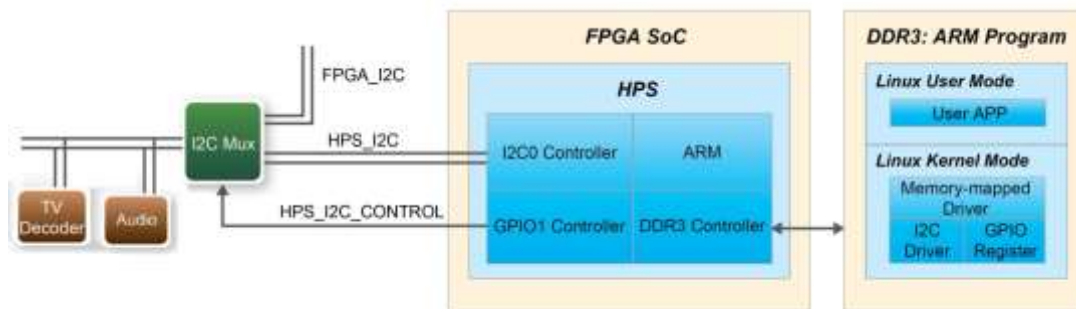 FPGA SoC
DDR3: ARM Program
HPS
FPGA_I2C
I2C Mux
HPS_I2C
HPS_I2C_CONTROL
TV
Decoder
Audio
I2C0 Controller
ARM
GPIO1 Controller
DDR3 Controller
Linux User Mode
User APP
Linux Kernel Mode
Memory-mapped
Driver
I2C
Driver
GPIO
Register